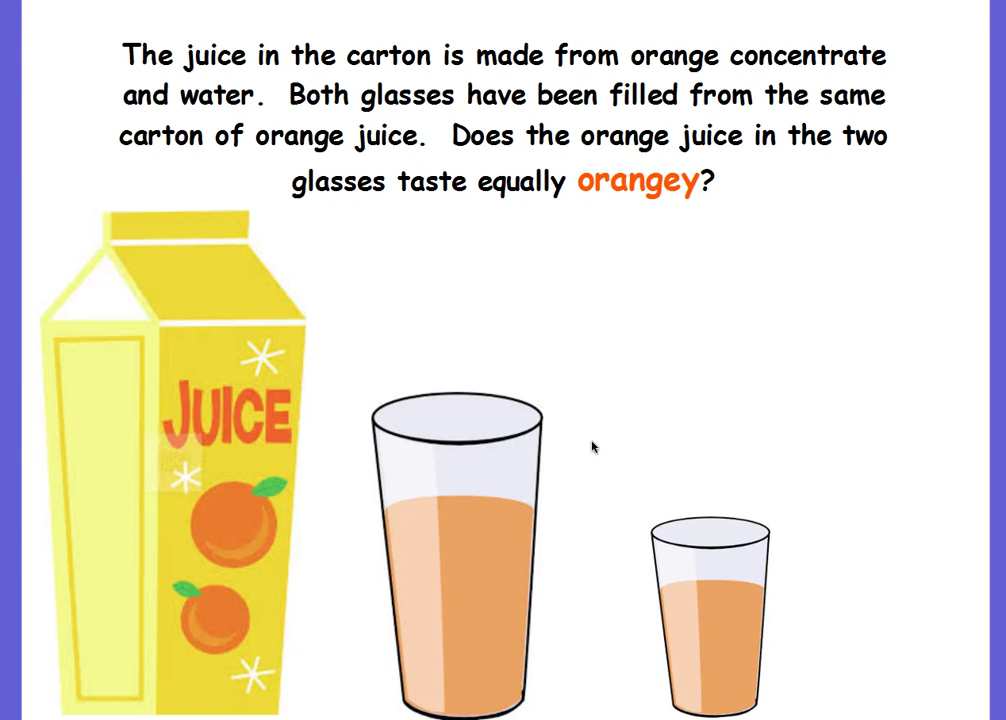 The juice in the carton is made from orange concentrate
and water.  Both glasses have been filled from the same
carton of orange juice.  Does the orange juice in the two
glasses taste equally orangey?
JUICE